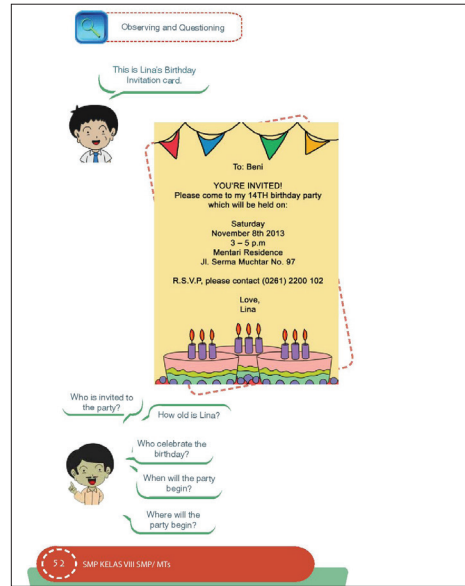 Observing and Questioning
This is Lina's Birthday
Invitation card.
To: Beni
YOU'RE INVITED!
Please come to my 14TH birthday party
which will be held on:
Saturday
November 8th 2013
3 – 5 p.m
Mentari Residence
Jl. Serma Muchtar No. 97
R.S.V.P, please contact (0261) 2200 102
Love,
Lina
Who is invited to
the party?
How old is Lina?
Who celebrate the
birthday?
When will the party
begin?
Where will the
party begin?
52
SMP KELAS VIII SMP/ MTs